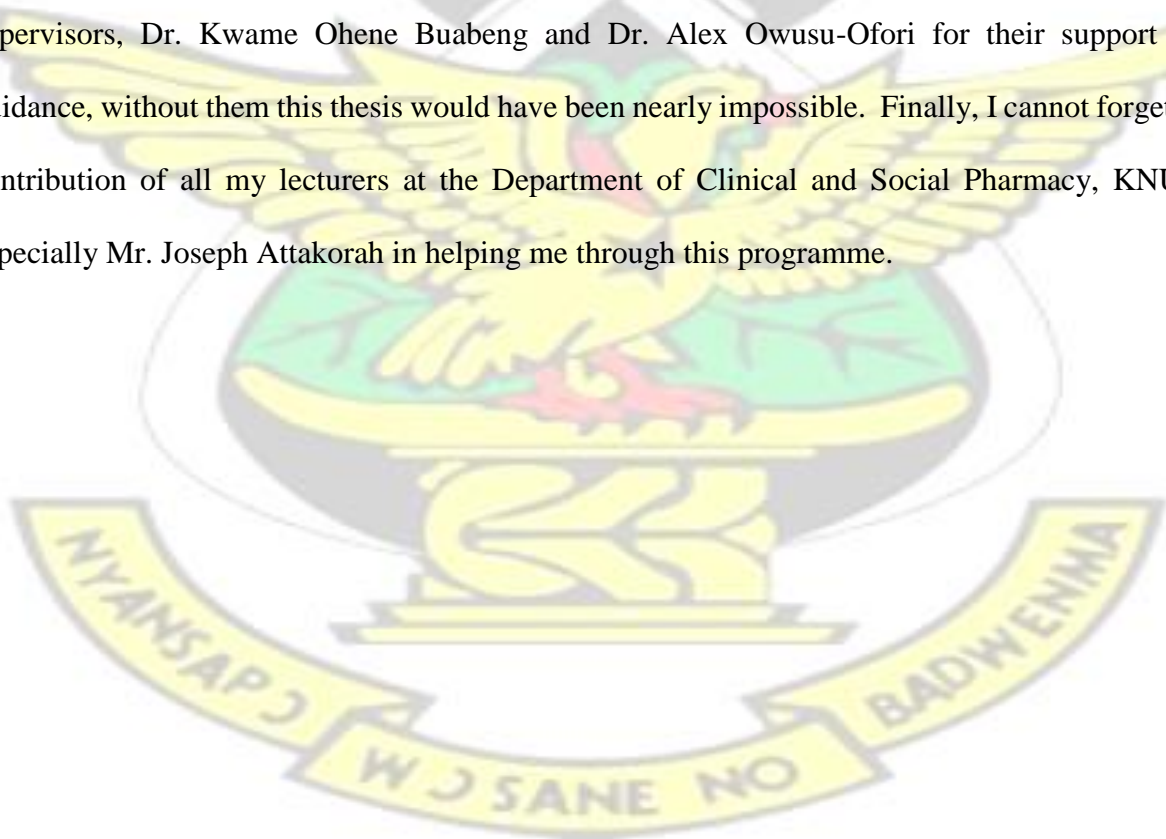 pervisors, Dr. Kwame Ohene Buabeng and Dr. Alex Owusu-Ofori for their support
idance, without them this thesis would have been nearly impossible. Finally, I cannot forget
ntribution of all my lecturers at the Department of Clinical and Social Pharmacy, KNU
pecially Mr. Joseph Attakorah in helping me through this programme.
NYANSAPƆ WƆSANE NO BADWENMA